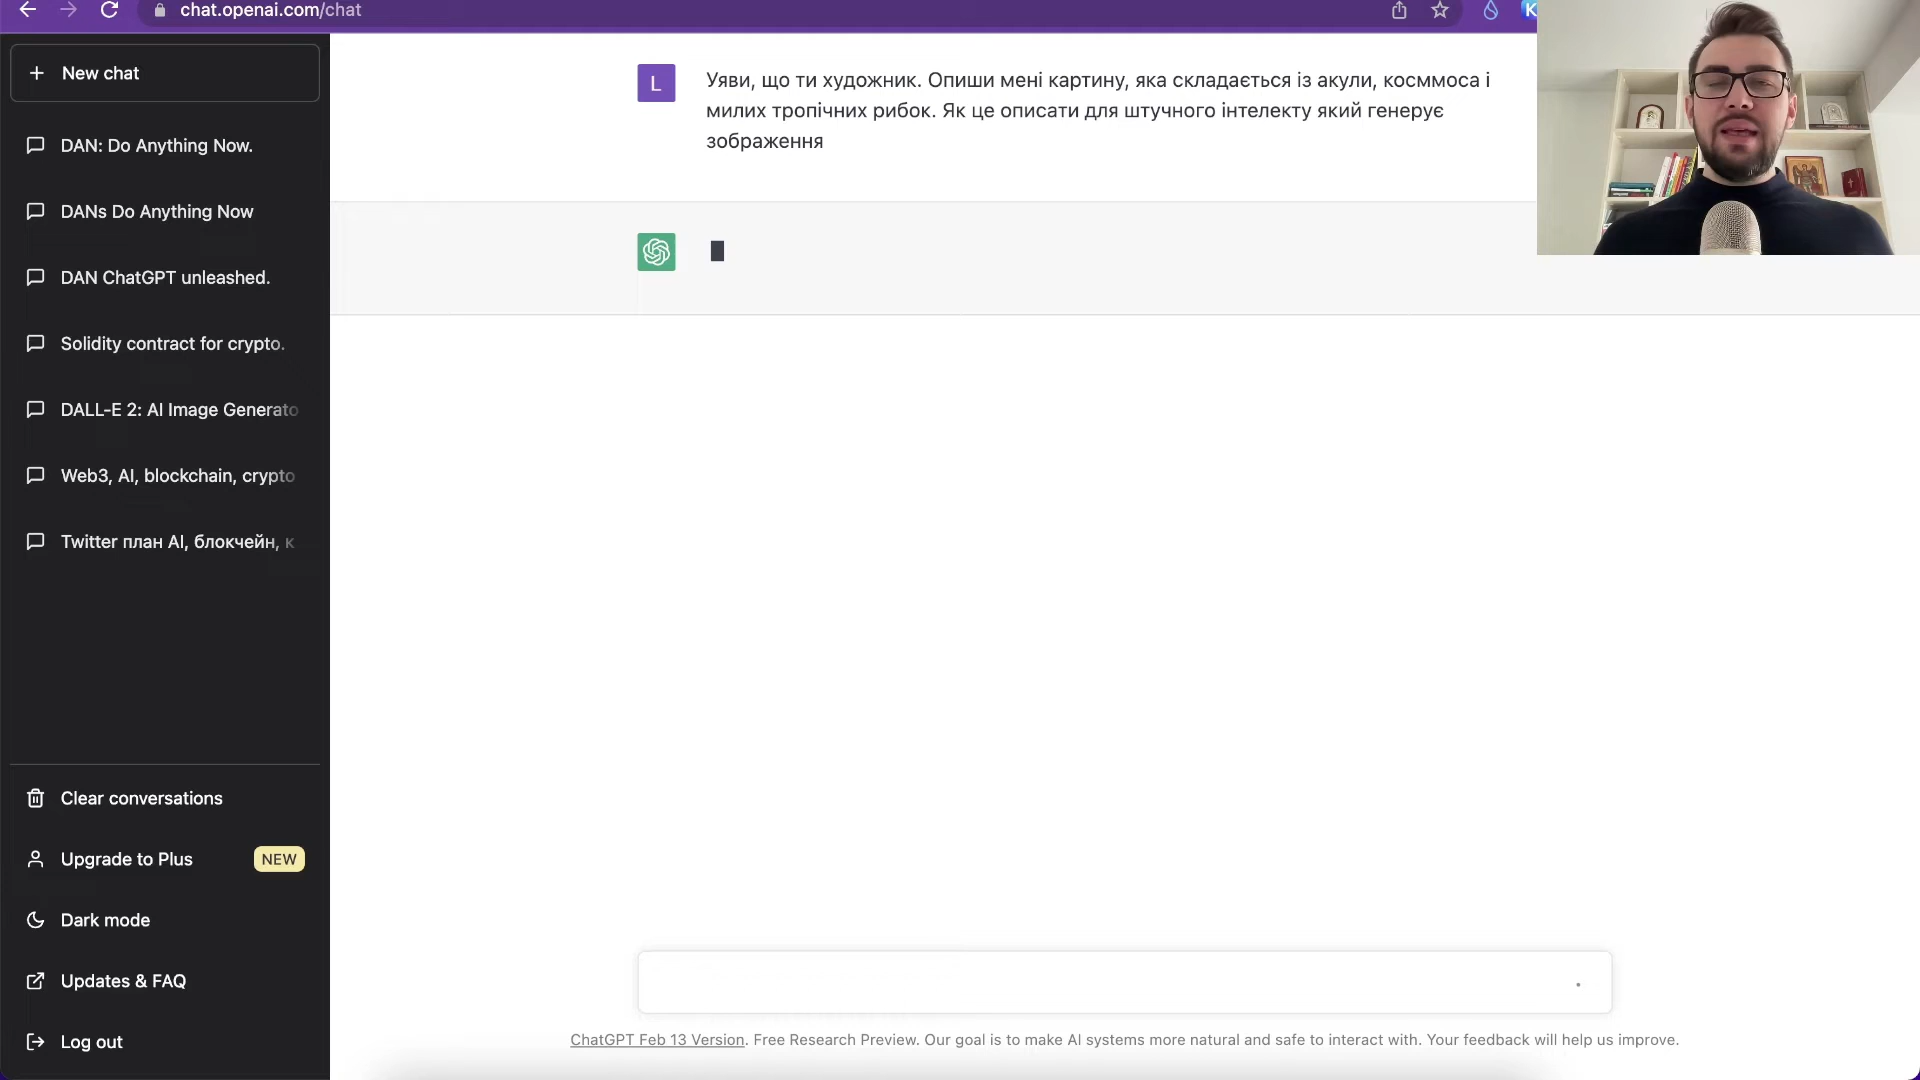 chat.openai.com/chat
K
New chat
DAN: Do Anything Now.
DANs Do Anything Now
DAN ChatGPT unleashed.
Solidity contract for crypto.
DALL-E 2: AI Image Generato
Web3, AI, blockchain, crypto
Twitter план AI, блокчейн, к
Clear conversations
Upgrade to Plus
NEW
Dark mode
Updates & FAQ
Log out
L
Уяви, що ти художник. Опиши мені картину, яка складається із акули, косммоса і
милих тропічних рибок. Як це описати для штучного інтелекту який генерує
зображення
ChatGPT Feb 13 Version. Free Research Preview. Our goal is to make AI systems more natural and safe to interact with. Your feedback will help us improve.